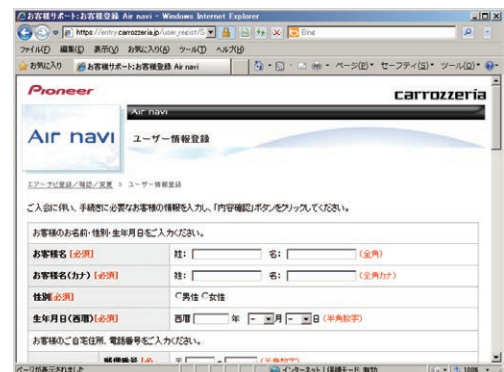 お客様サポート:お客様登録 Air navi - Windows Internet Explorer
https://entry.carrozzeria.jp/user_regist/S
Bing
ファイル(F) 編集(E) 表示(V) お気に入り(A) ツール(T) ヘルプ(H)
お気に入り お客様サポート:お客様登録 Air navi ページ(P) セーフティ(S) ツール(O)
Pioneer carrozzeria
Air navi
Air navi ユーザー情報登録
エアーナビ登録/確認/変更 > ユーザー情報登録
ご入会に伴い、手続きに必要なお客様の情報を入力し、「内容確認」ボタンをクリックしてください。
お客様のお名前・性別・生年月日をご入力ください。
お客様名 [必須] 姓: 名: (全角)
お客様名(カナ) [必須] 姓: 名: (全角カナ)
性別[必須] 男性 女性
生年月日(西暦)[必須] 西暦 年 - 月 - 日 (半角数字)
お客様のご自宅住所、電話番号をご入力ください。
ページが表示されました インターネット | 保護モード: 無効 100%